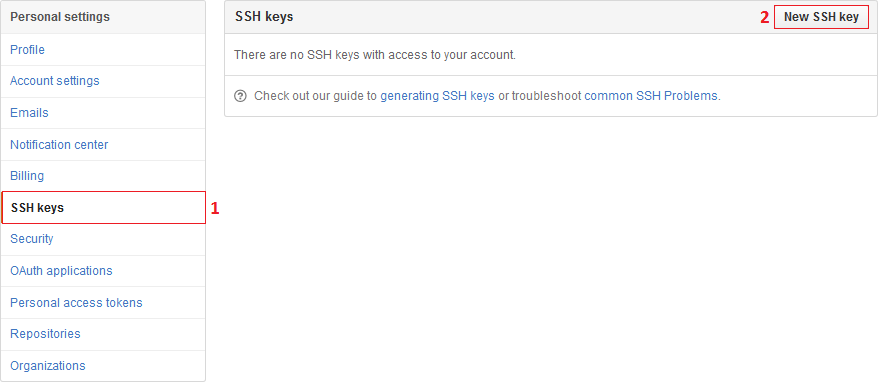 Personal settings
Profile
Account settings
Emails
Notification center
Billing
SSH keys
1
Security
OAuth applications
Personal access tokens
Repositories
Organizations
SSH keys
2
New SSH key
There are no SSH keys with access to your account.
Check out our guide to generating SSH keys or troubleshoot common SSH Problems.